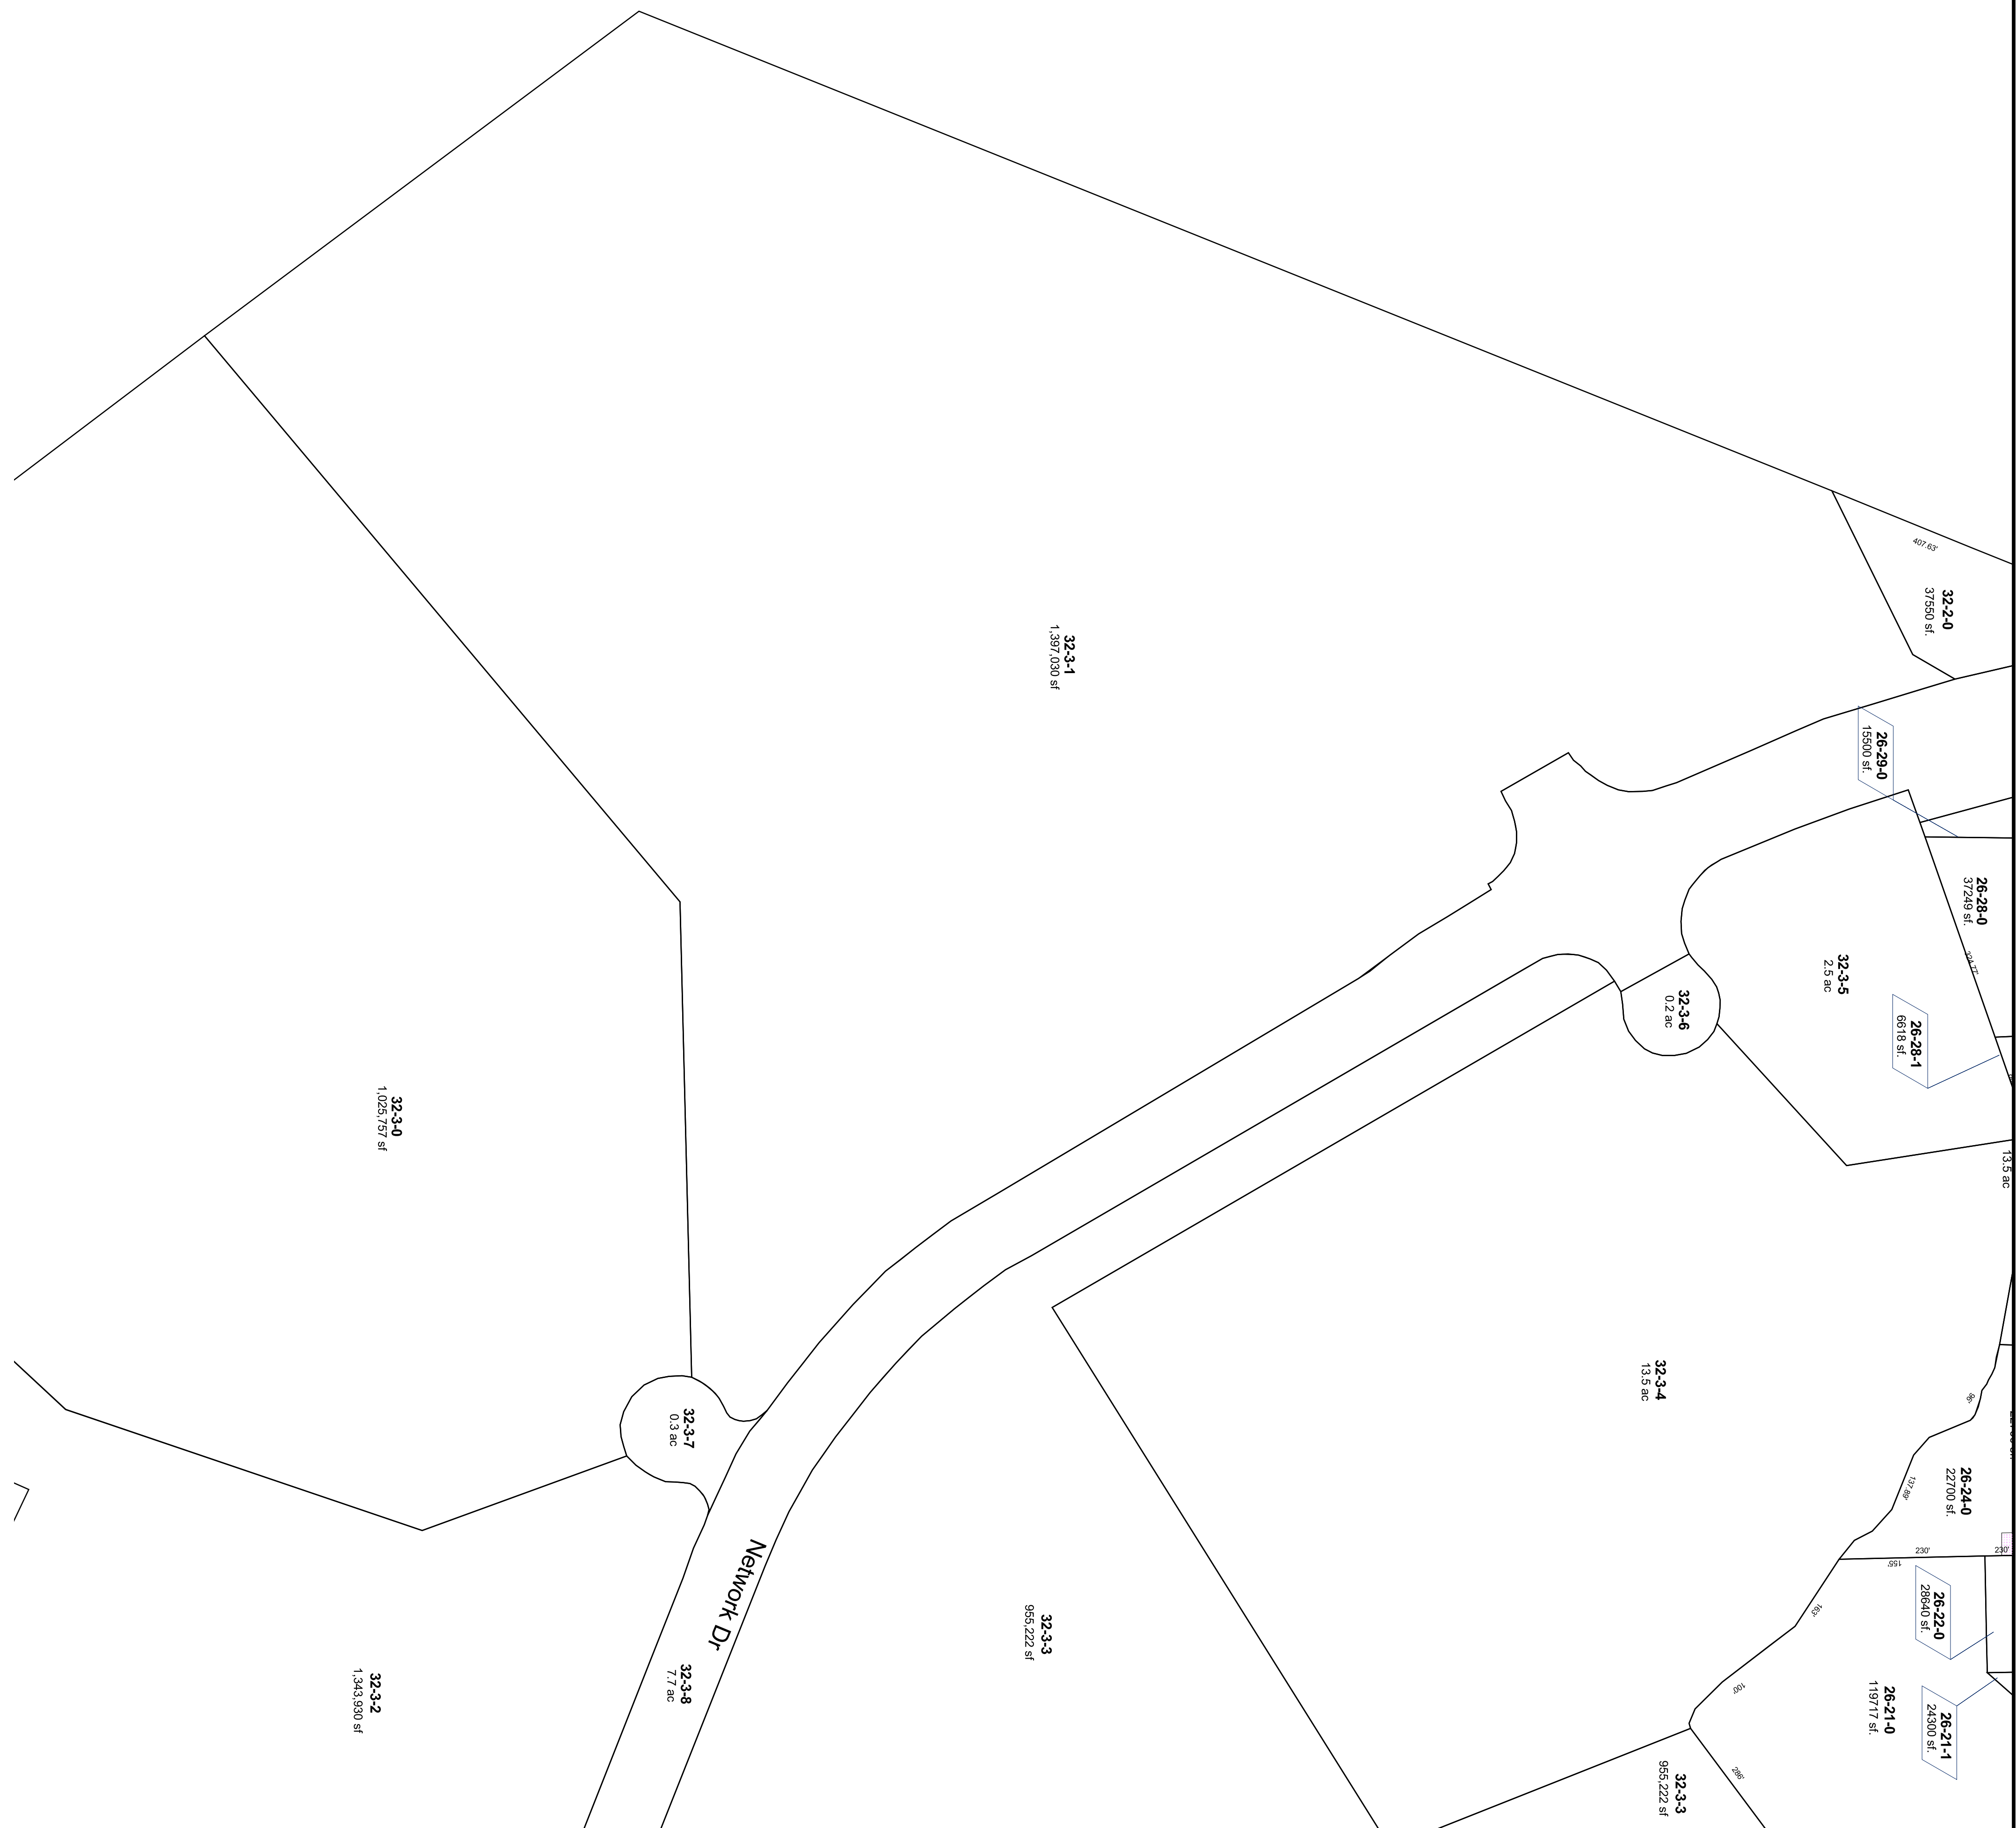 407.63'
32-2-0
37550 sf.
32-3-1
1,397,030 sf
26-29-0
15500 sf.
26-28-0
37249 sf.
32-3-5
2.5 ac
32-3-6
0.2 ac
26-28-1
6618 sf.
32-3-0
1,025,757 sf
13.5 ac
32-3-4
13.5 ac
96'
32-3-7
0.3 ac
137.89'
26-24-0
22700 sf.
230'
230'
155'
163'
26-22-0
28640 sf.
Network Dr
32-3-3
955,222 sf
32-3-8
7.7 ac
32-3-2
1,343,930 sf
100'
26-21-0
119717 sf.
26-21-1
24300 sf.
286'
32-3-3
955,222 sf